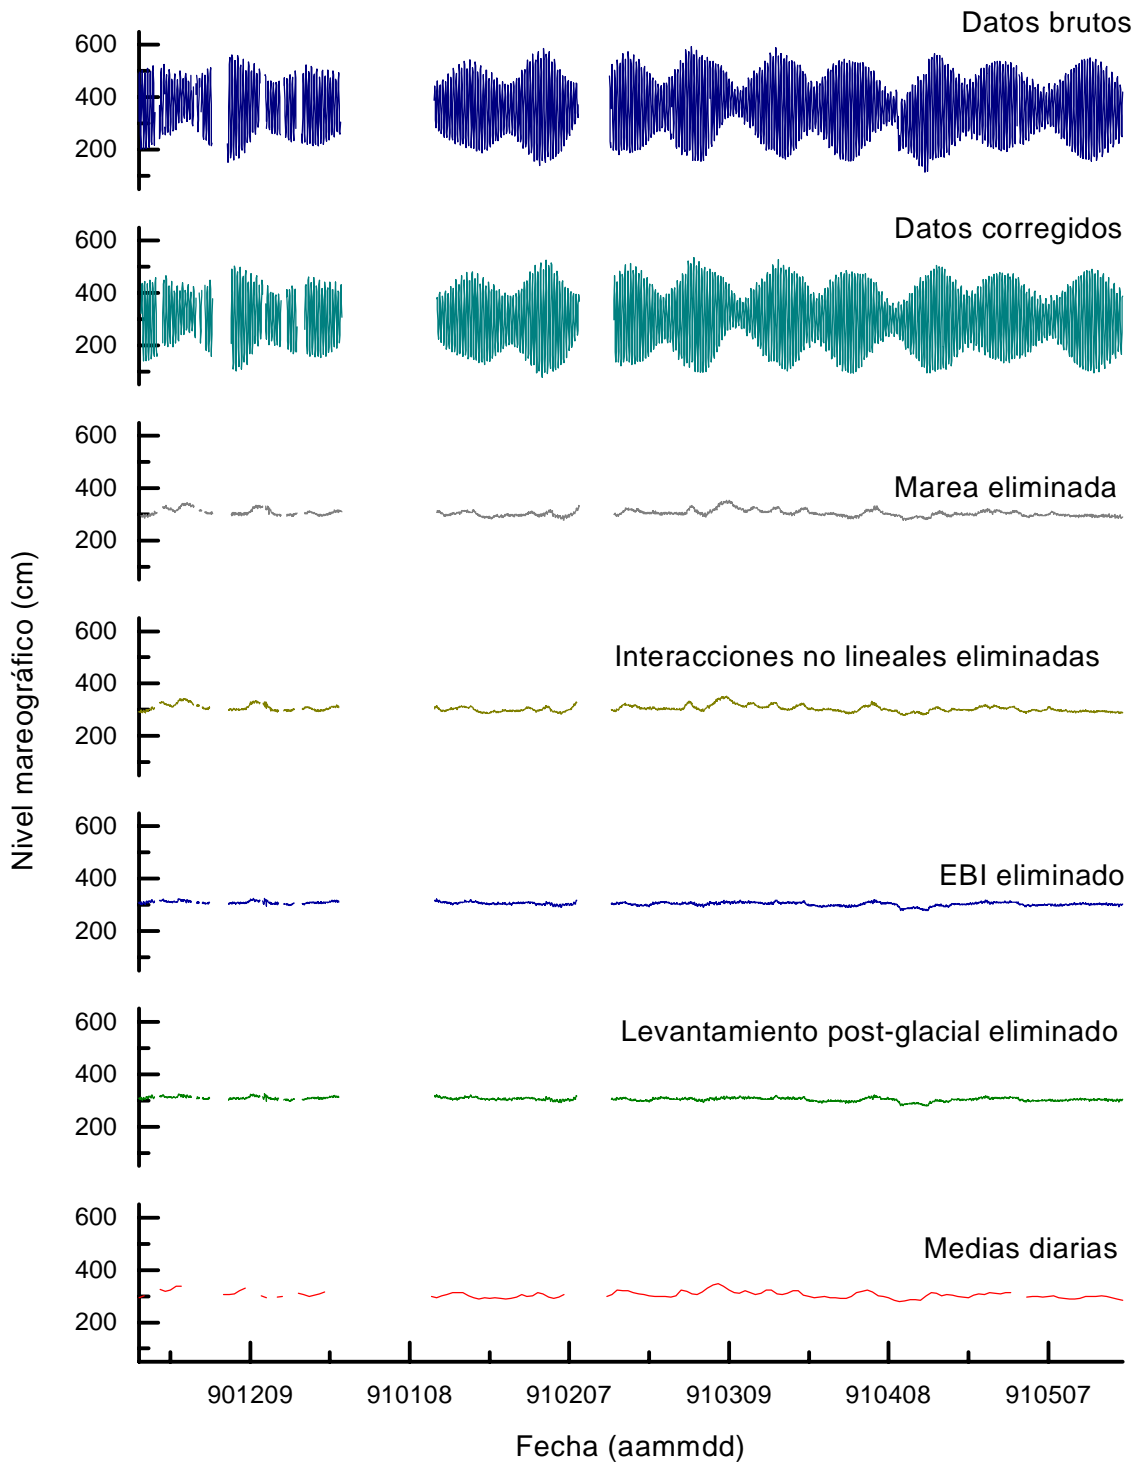 Datos brutos
600
400
200
Datos corregidos
600
400
200
Marea eliminada
600
400
200
Interacciones no lineales eliminadas
600
400
200
EBI eliminado
600
400
200
Levantamiento post-glacial eliminado
600
400
200
Medias diarias
600
400
200
Nivel mareográfico (cm)
901209 910108 910207 910309 910408 910507
Fecha (aammdd)